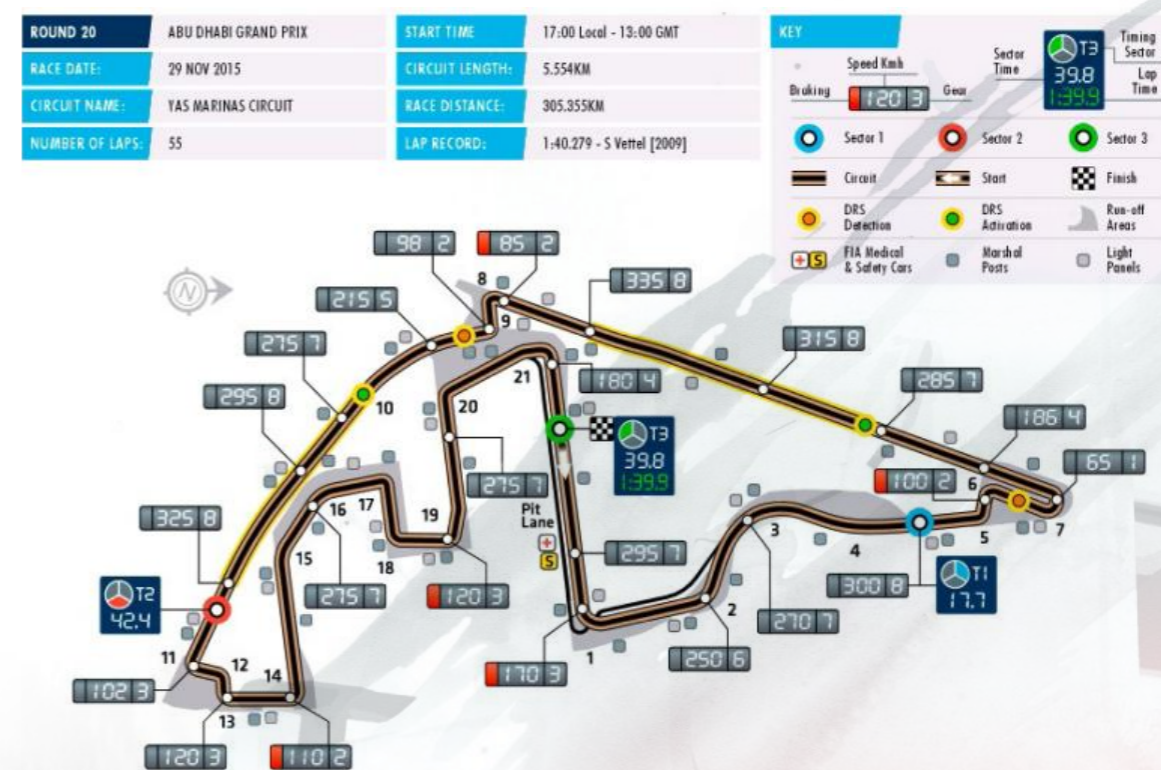 ROUND 20 ABU DHABI GRAND PRIX
RACE DATE: 29 NOV 2015
CIRCUIT NAME: YAS MARINAS CIRCUIT
NUMBER OF LAPS: 55
START TIME 17:00 Local - 13:00 GMT
CIRCUIT LENGTH: 5.554KM
RACE DISTANCE: 305.355KM
LAP RECORD: 1:40.279 - S Vettel [2009]
KEY
Speed Kmh
Braking 120 3 Gear
Sector Time
T3
39.8
1:39.9
Timing Sector
Lap Time
Sector 1
Sector 2
Sector 3
Circuit
Start
Finish
DRS Detection
DRS Activation
Run-off Areas
FIA Medical & Safety Cars
Marshal Posts
Light Panels
+ S
N
98 2
85 2
8
335 8
215 5
9
275 7
315 8
21
180 4
285 7
295 8
10
20
186 4
T3
39.8
1:39.9
65 1
100 2
6
275 7
16
17
19
Pit Lane
325 8
3
4
5
7
15
18
+
S
295 7
T2
42.4
275 7
120 3
300 8
T1
17.7
2
270 7
11
12
14
1
250 6
102 3
170 3
13
120 3
110 2